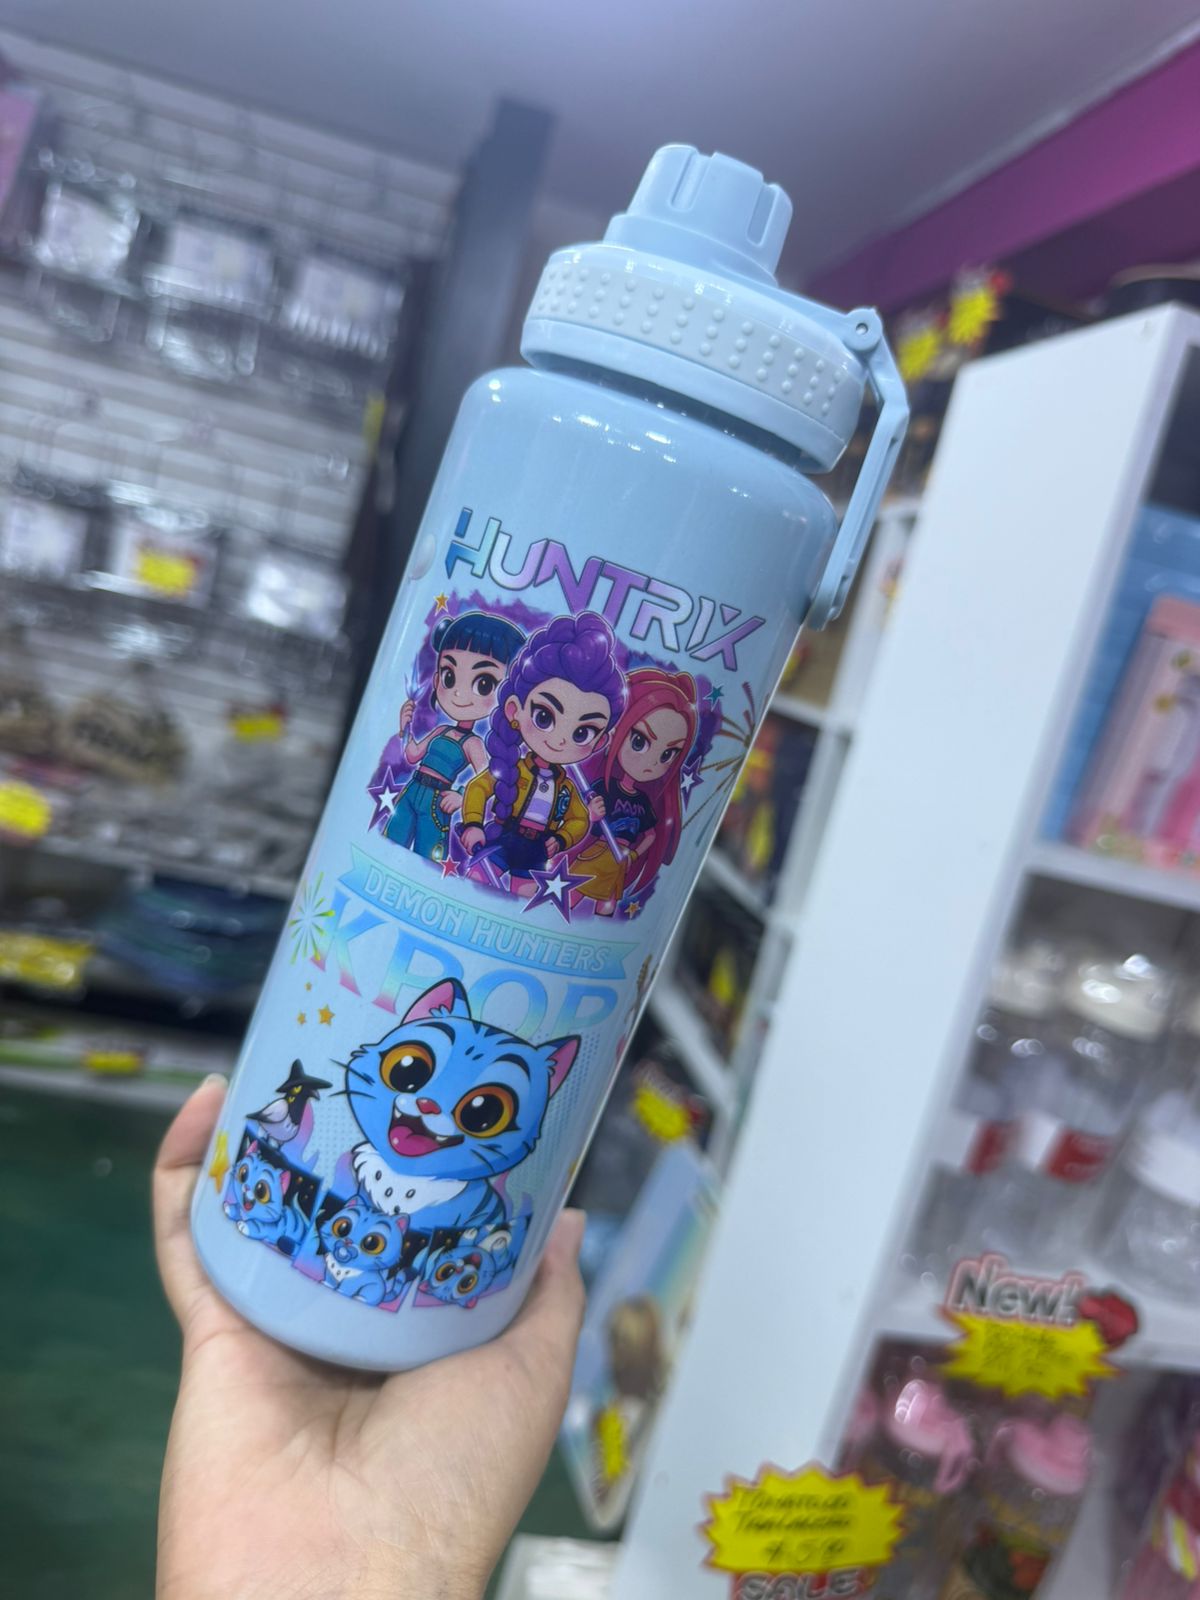 HUNTRIX
DEMON HUNTERS
KPOP
New!
SALE